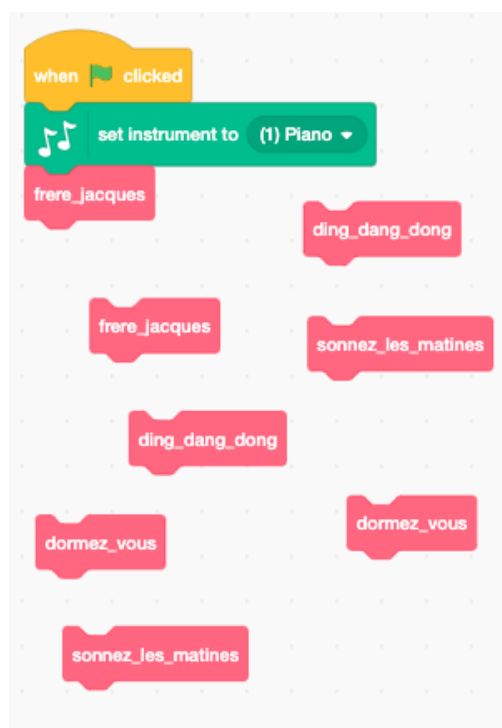 when clicked
set instrument to (1) Piano
frere_jacques
ding_dang_dong
frere_jacques
sonnez_les_matines
ding_dang_dong
dormez_vous
dormez_vous
sonnez_les_matines